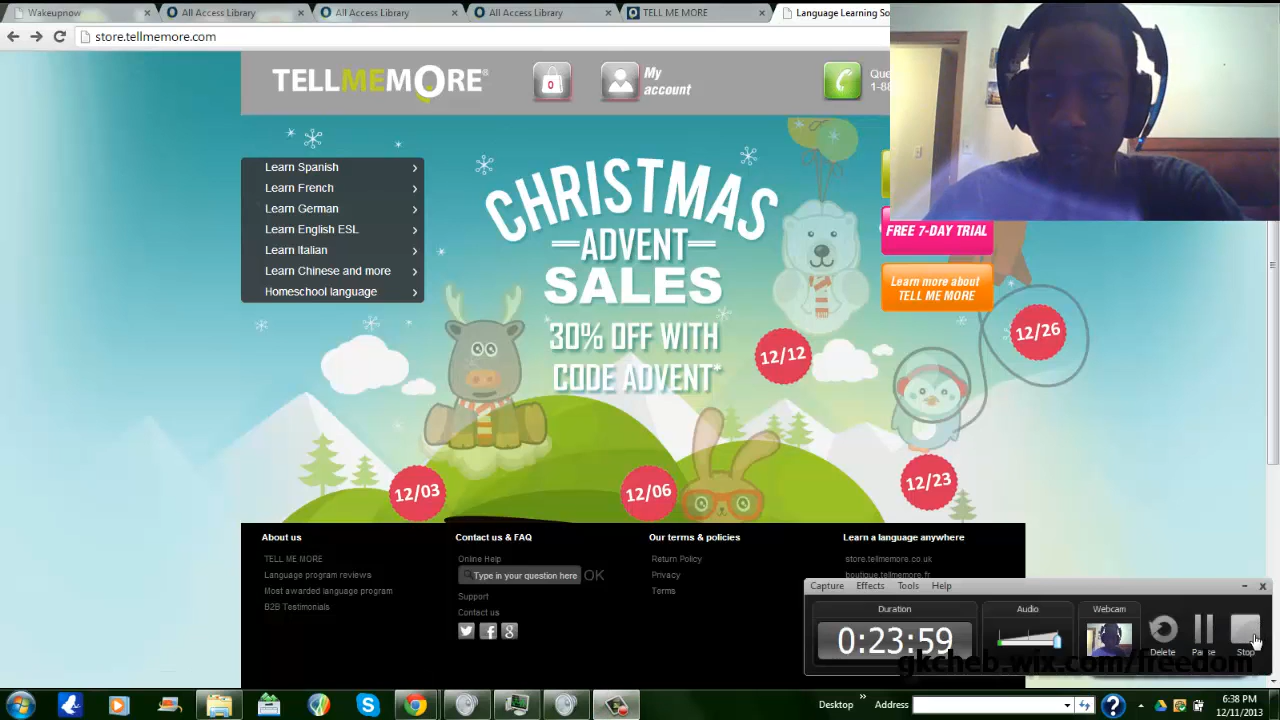 Wakeupnow
All Access Library
All Access Library
All Access Library
TELL ME MORE
Language Learning So
store.tellmemore.com
TELLMEMORE®
0
My
account
Que
1-88
Learn Spanish
Learn French
Learn German
Learn English ESL
Learn Italian
Learn Chinese and more
Homeschool language
CHRISTMAS
ADVENT
SALES
30% OFF WITH
CODE ADVENT*
FREE 7-DAY TRIAL
Learn more about
TELL ME MORE
12/26
12/12
12/03
12/06
12/23
About us
TELL ME MORE
Language program reviews
Most awarded language program
B2B Testimonials
Contact us & FAQ
Online Help
Type in your question here OK
Support
Contact us
Our terms & policies
Return Policy
Privacy
Terms
Learn a language anywhere
store.tellmemore.co.uk
boutique.tellmemore.fr
Capture Effects Tools Help
Duration
0:23:59
Audio
Webcam
Delete
Pause
Stop
gkcheb.wix.com/freedom
Desktop
Address
6:38 PM
12/11/2013